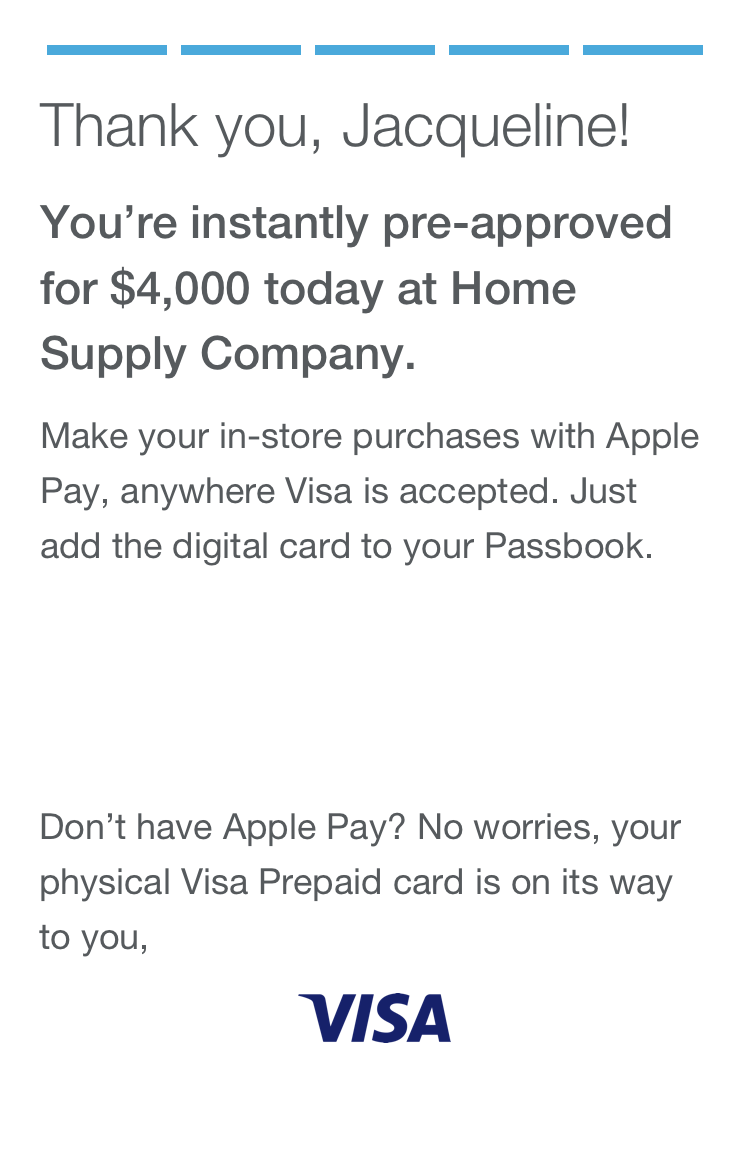 Thank you, Jacqueline!
You’re instantly pre-approved
for $4,000 today at Home
Supply Company.
Make your in-store purchases with Apple
Pay, anywhere Visa is accepted. Just
add the digital card to your Passbook.
Don’t have Apple Pay? No worries, your
physical Visa Prepaid card is on its way
to you,
VISA